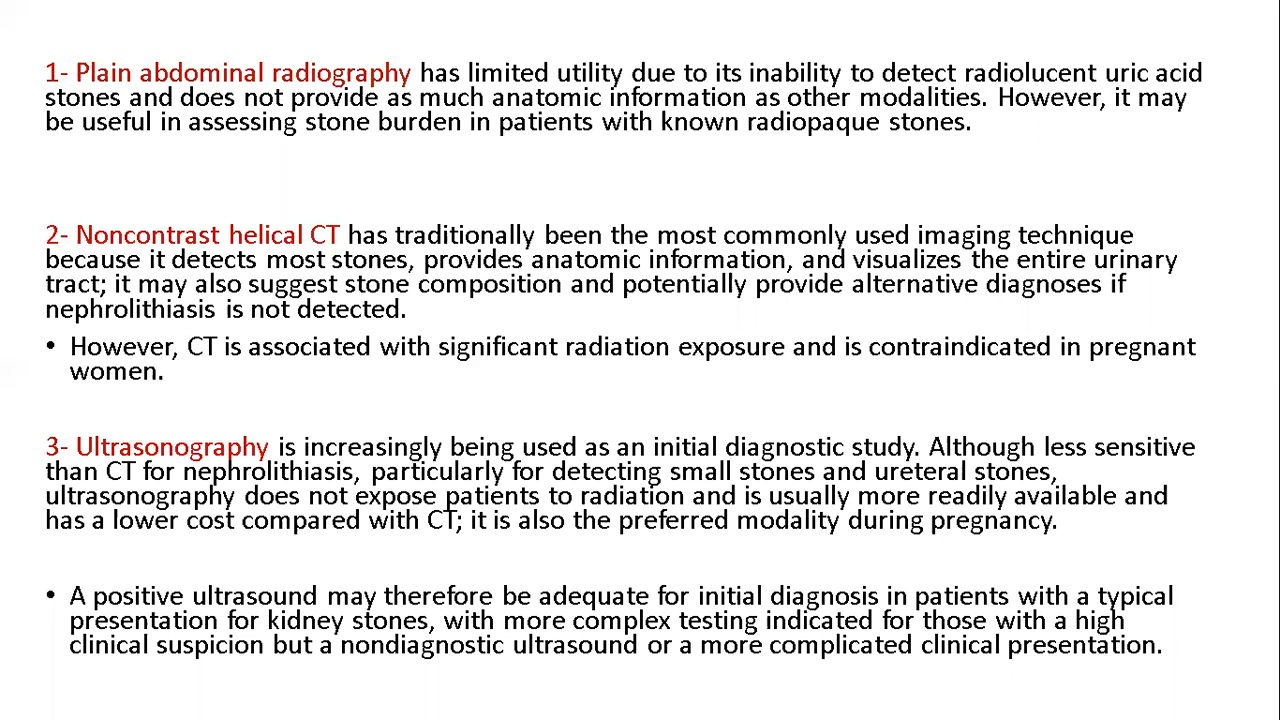 1- Plain abdominal radiography has limited utility due to its inability to detect radiolucent uric acid
stones and does not provide as much anatomic information as other modalities. However, it may
be useful in assessing stone burden in patients with known radiopaque stones.
2- Noncontrast helical CT has traditionally been the most commonly used imaging technique
because it detects most stones, provides anatomic information, and visualizes the entire urinary
tract; it may also suggest stone composition and potentially provide alternative diagnoses if
nephrolithiasis is not detected.
• However, CT is associated with significant radiation exposure and is contraindicated in pregnant
women.
3- Ultrasonography is increasingly being used as an initial diagnostic study. Although less sensitive
than CT for nephrolithiasis, particularly for detecting small stones and ureteral stones,
ultrasonography does not expose patients to radiation and is usually more readily available and
has a lower cost compared with CT; it is also the preferred modality during pregnancy.
• A positive ultrasound may therefore be adequate for initial diagnosis in patients with a typical
presentation for kidney stones, with more complex testing indicated for those with a high
clinical suspicion but a nondiagnostic ultrasound or a more complicated clinical presentation.